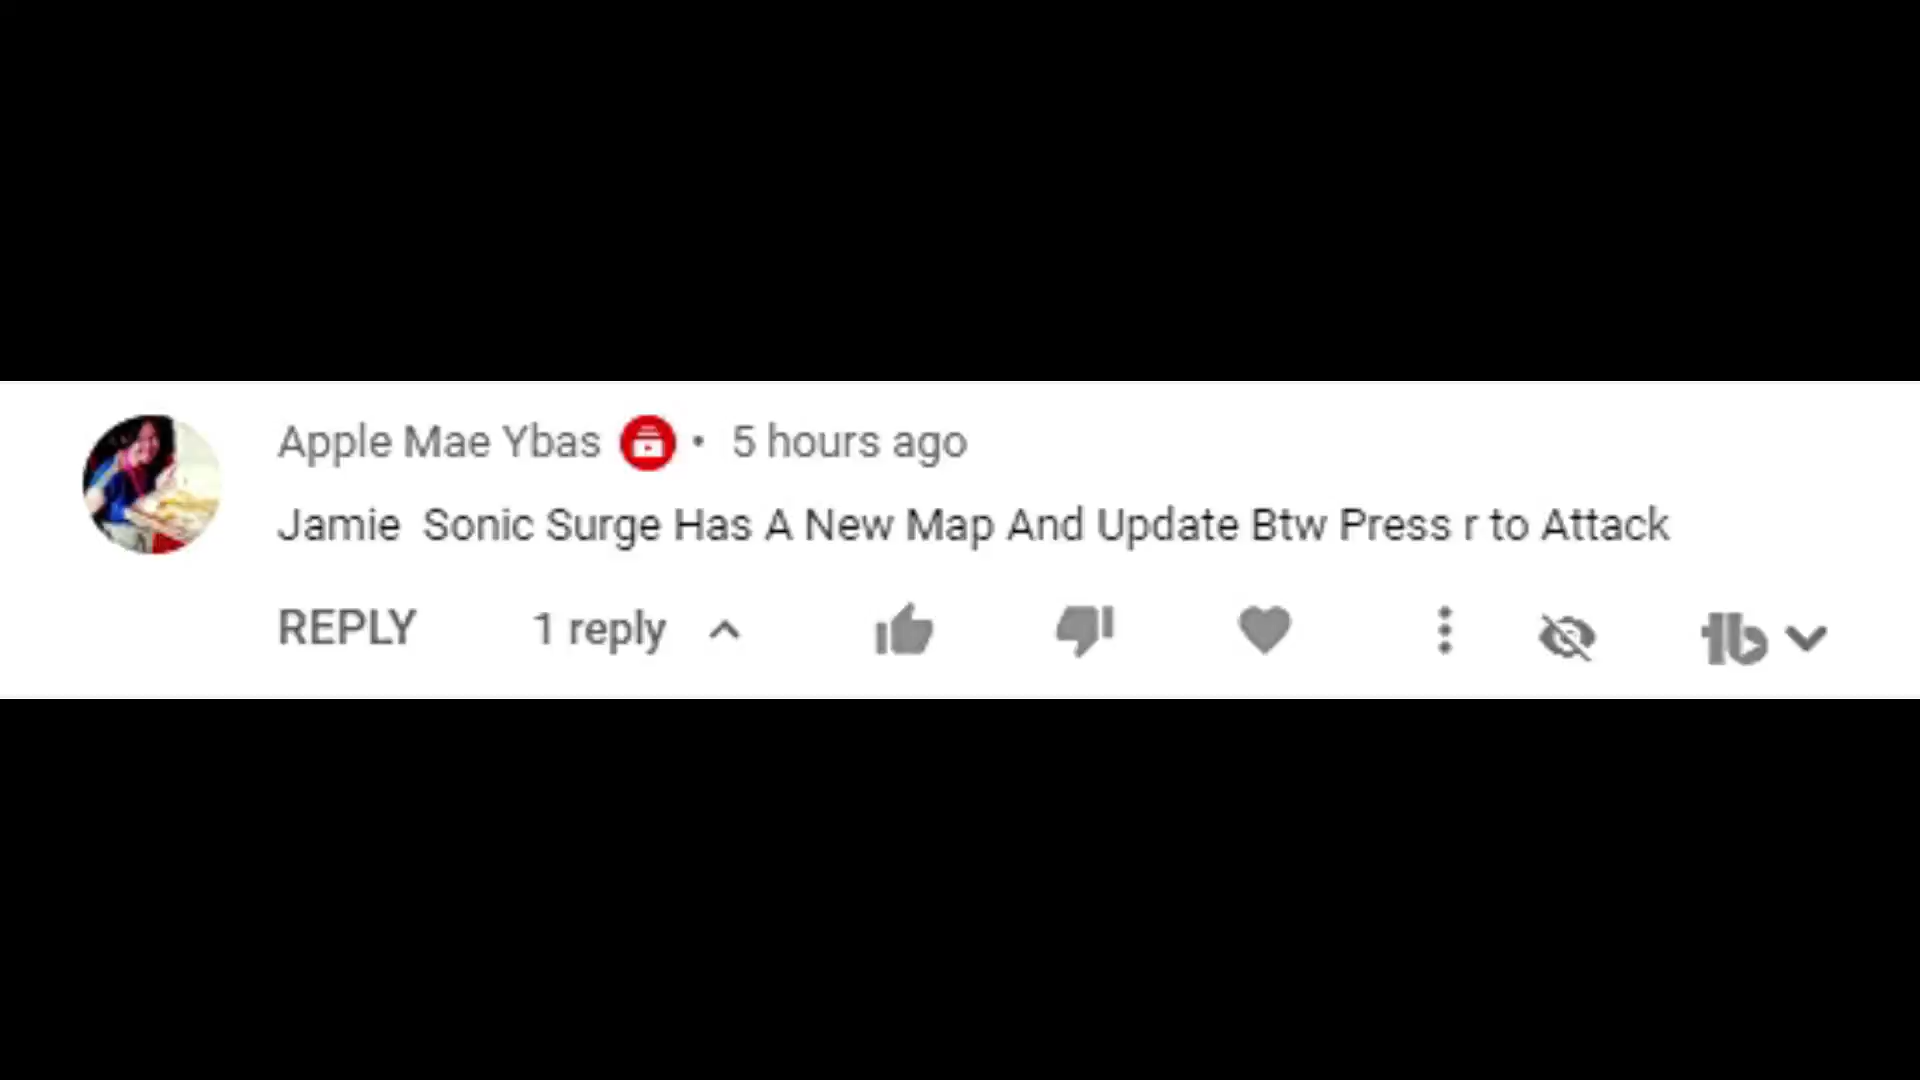 Apple Mae Ybas • 5 hours ago
Jamie  Sonic Surge Has A New Map And Update Btw Press r to Attack
REPLY 1 reply